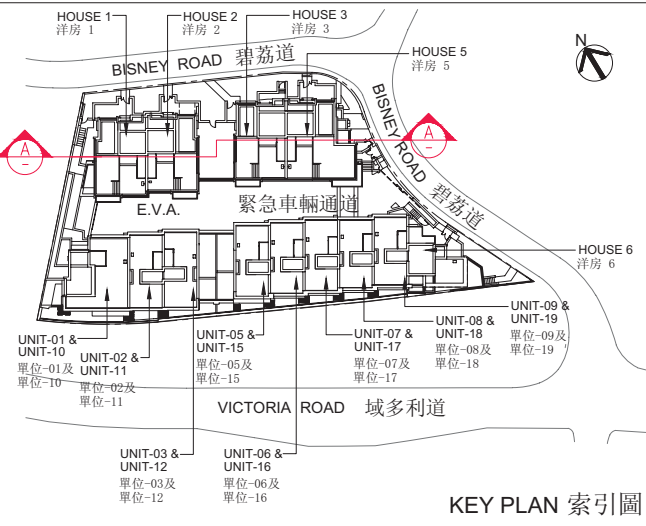 HOUSE 1
洋房 1
HOUSE 2
洋房 2
HOUSE 3
洋房 3
HOUSE 5
洋房 5
N
BISNEY ROAD 碧荔道
BISNEY ROAD 碧荔道
A
-
A
-
E.V.A. 緊急車輛通道
HOUSE 6
洋房 6
UNIT-01 &
UNIT-10
單位-01及
單位-10
UNIT-02 &
UNIT-11
單位-02及
單位-11
UNIT-05 &
UNIT-15
單位-05及
單位-15
UNIT-07 &
UNIT-17
單位-07及
單位-17
UNIT-08 &
UNIT-18
單位-08及
單位-18
UNIT-09 &
UNIT-19
單位-09及
單位-19
VICTORIA ROAD 域多利道
UNIT-03 &
UNIT-12
單位-03及
單位-12
UNIT-06 &
UNIT-16
單位-06及
單位-16
KEY PLAN 索引圖